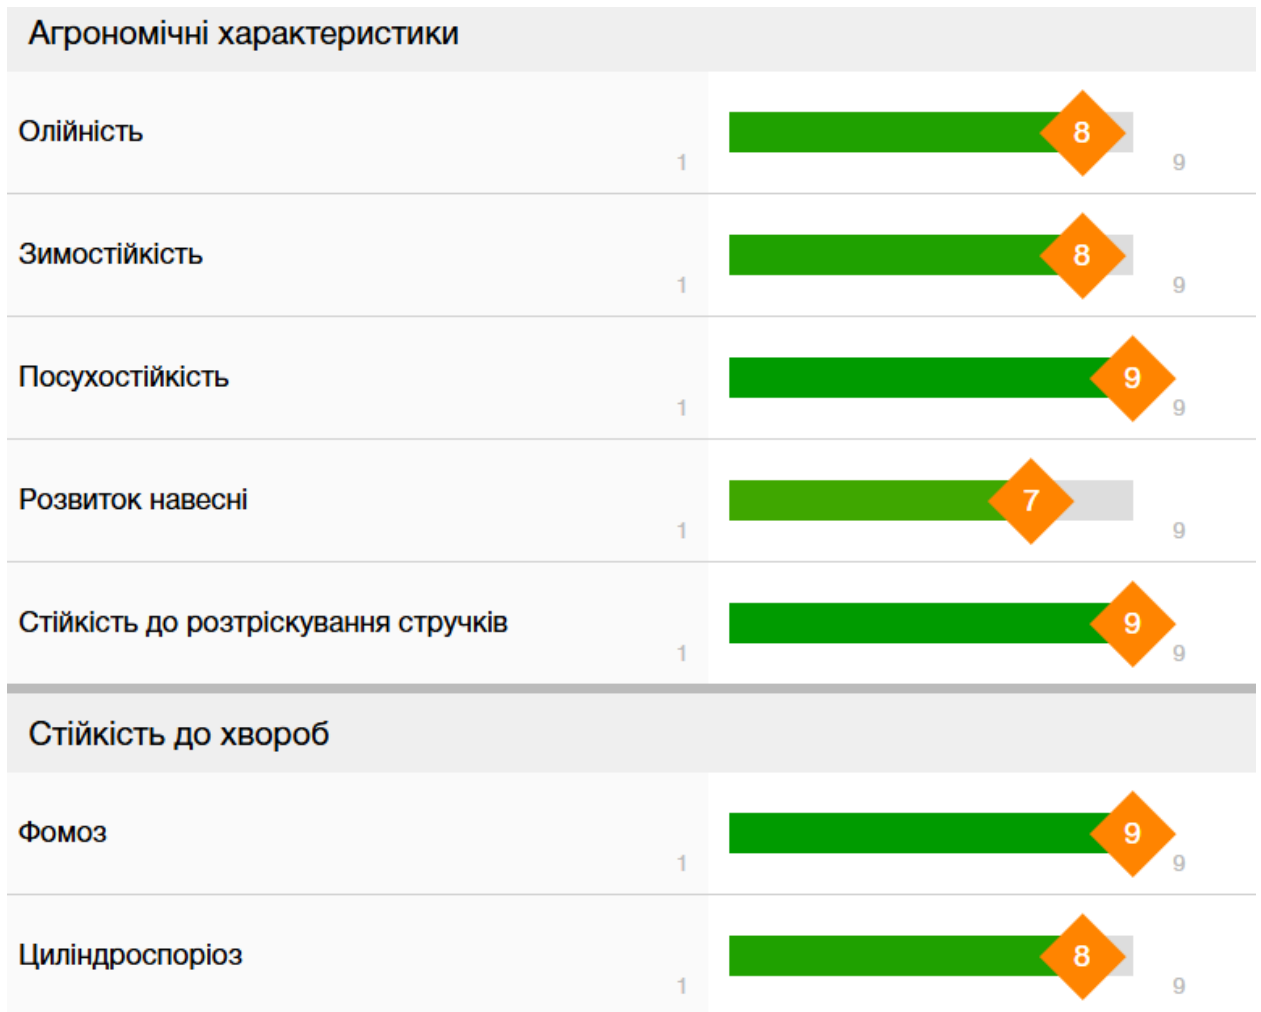 Агрономічні характеристики
Олійність
1 8 9
Зимостійкість
1 8 9
Посухостійкість
1 9 9
Розвиток навесні
1 7 9
Стійкість до розтріскування стручків
1 9 9
Стійкість до хвороб
Фомоз
1 9 9
Циліндроспоріоз
1 8 9